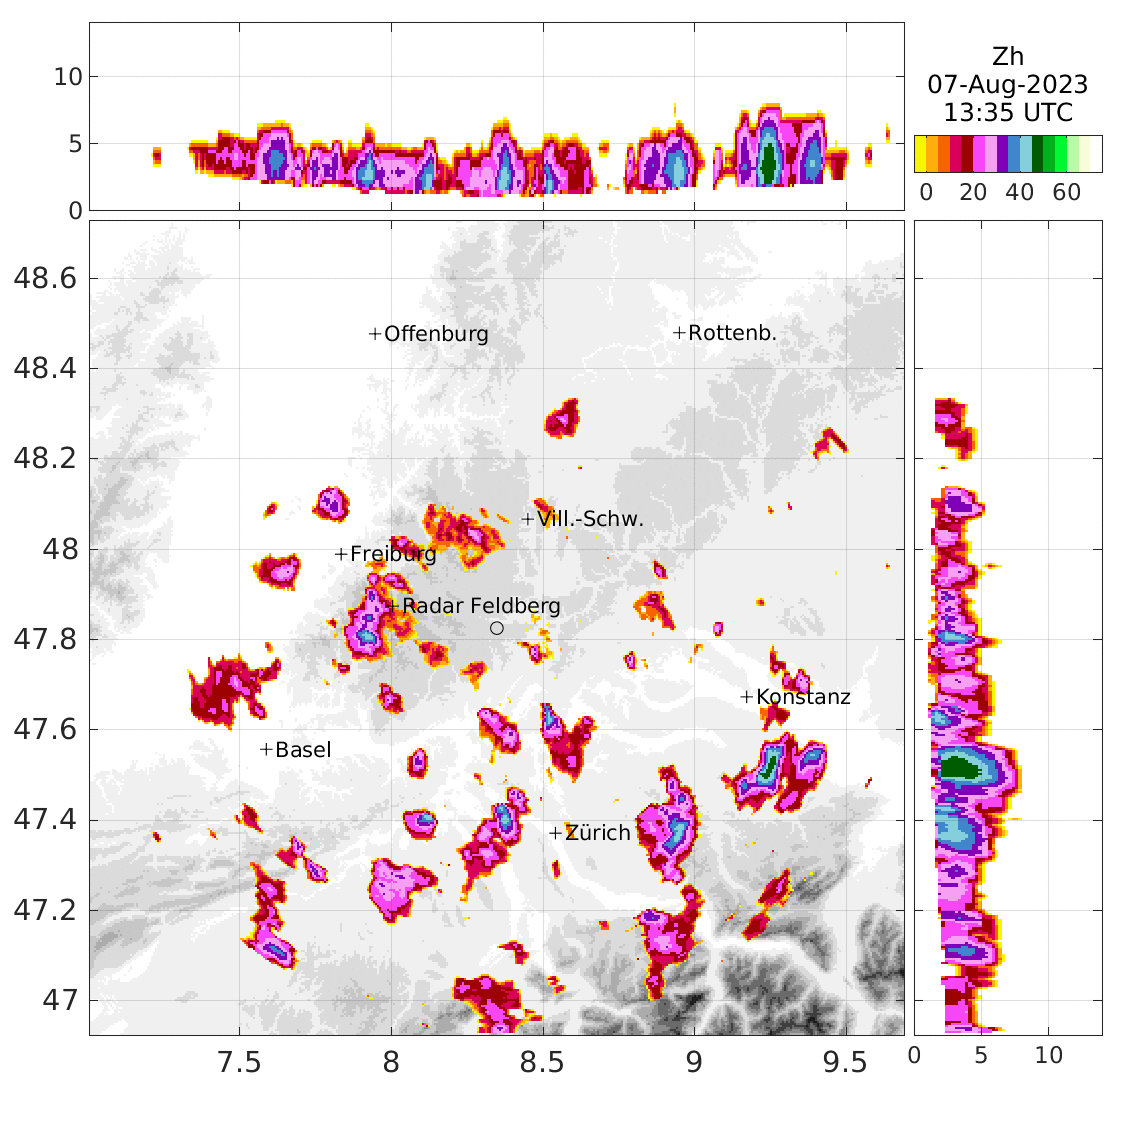 Zh
07-Aug-2023
13:35 UTC
0 20 40 60
10
5
0
48.6
48.4
48.2
48
47.8
47.6
47.4
47.2
47
+Offenburg
+Rottenb.
+Vill.-Schw.
+Freiburg
+Radar Feldberg
+Konstanz
+Basel
+Zürich
7.5 8 8.5 9 9.5
0 5 10